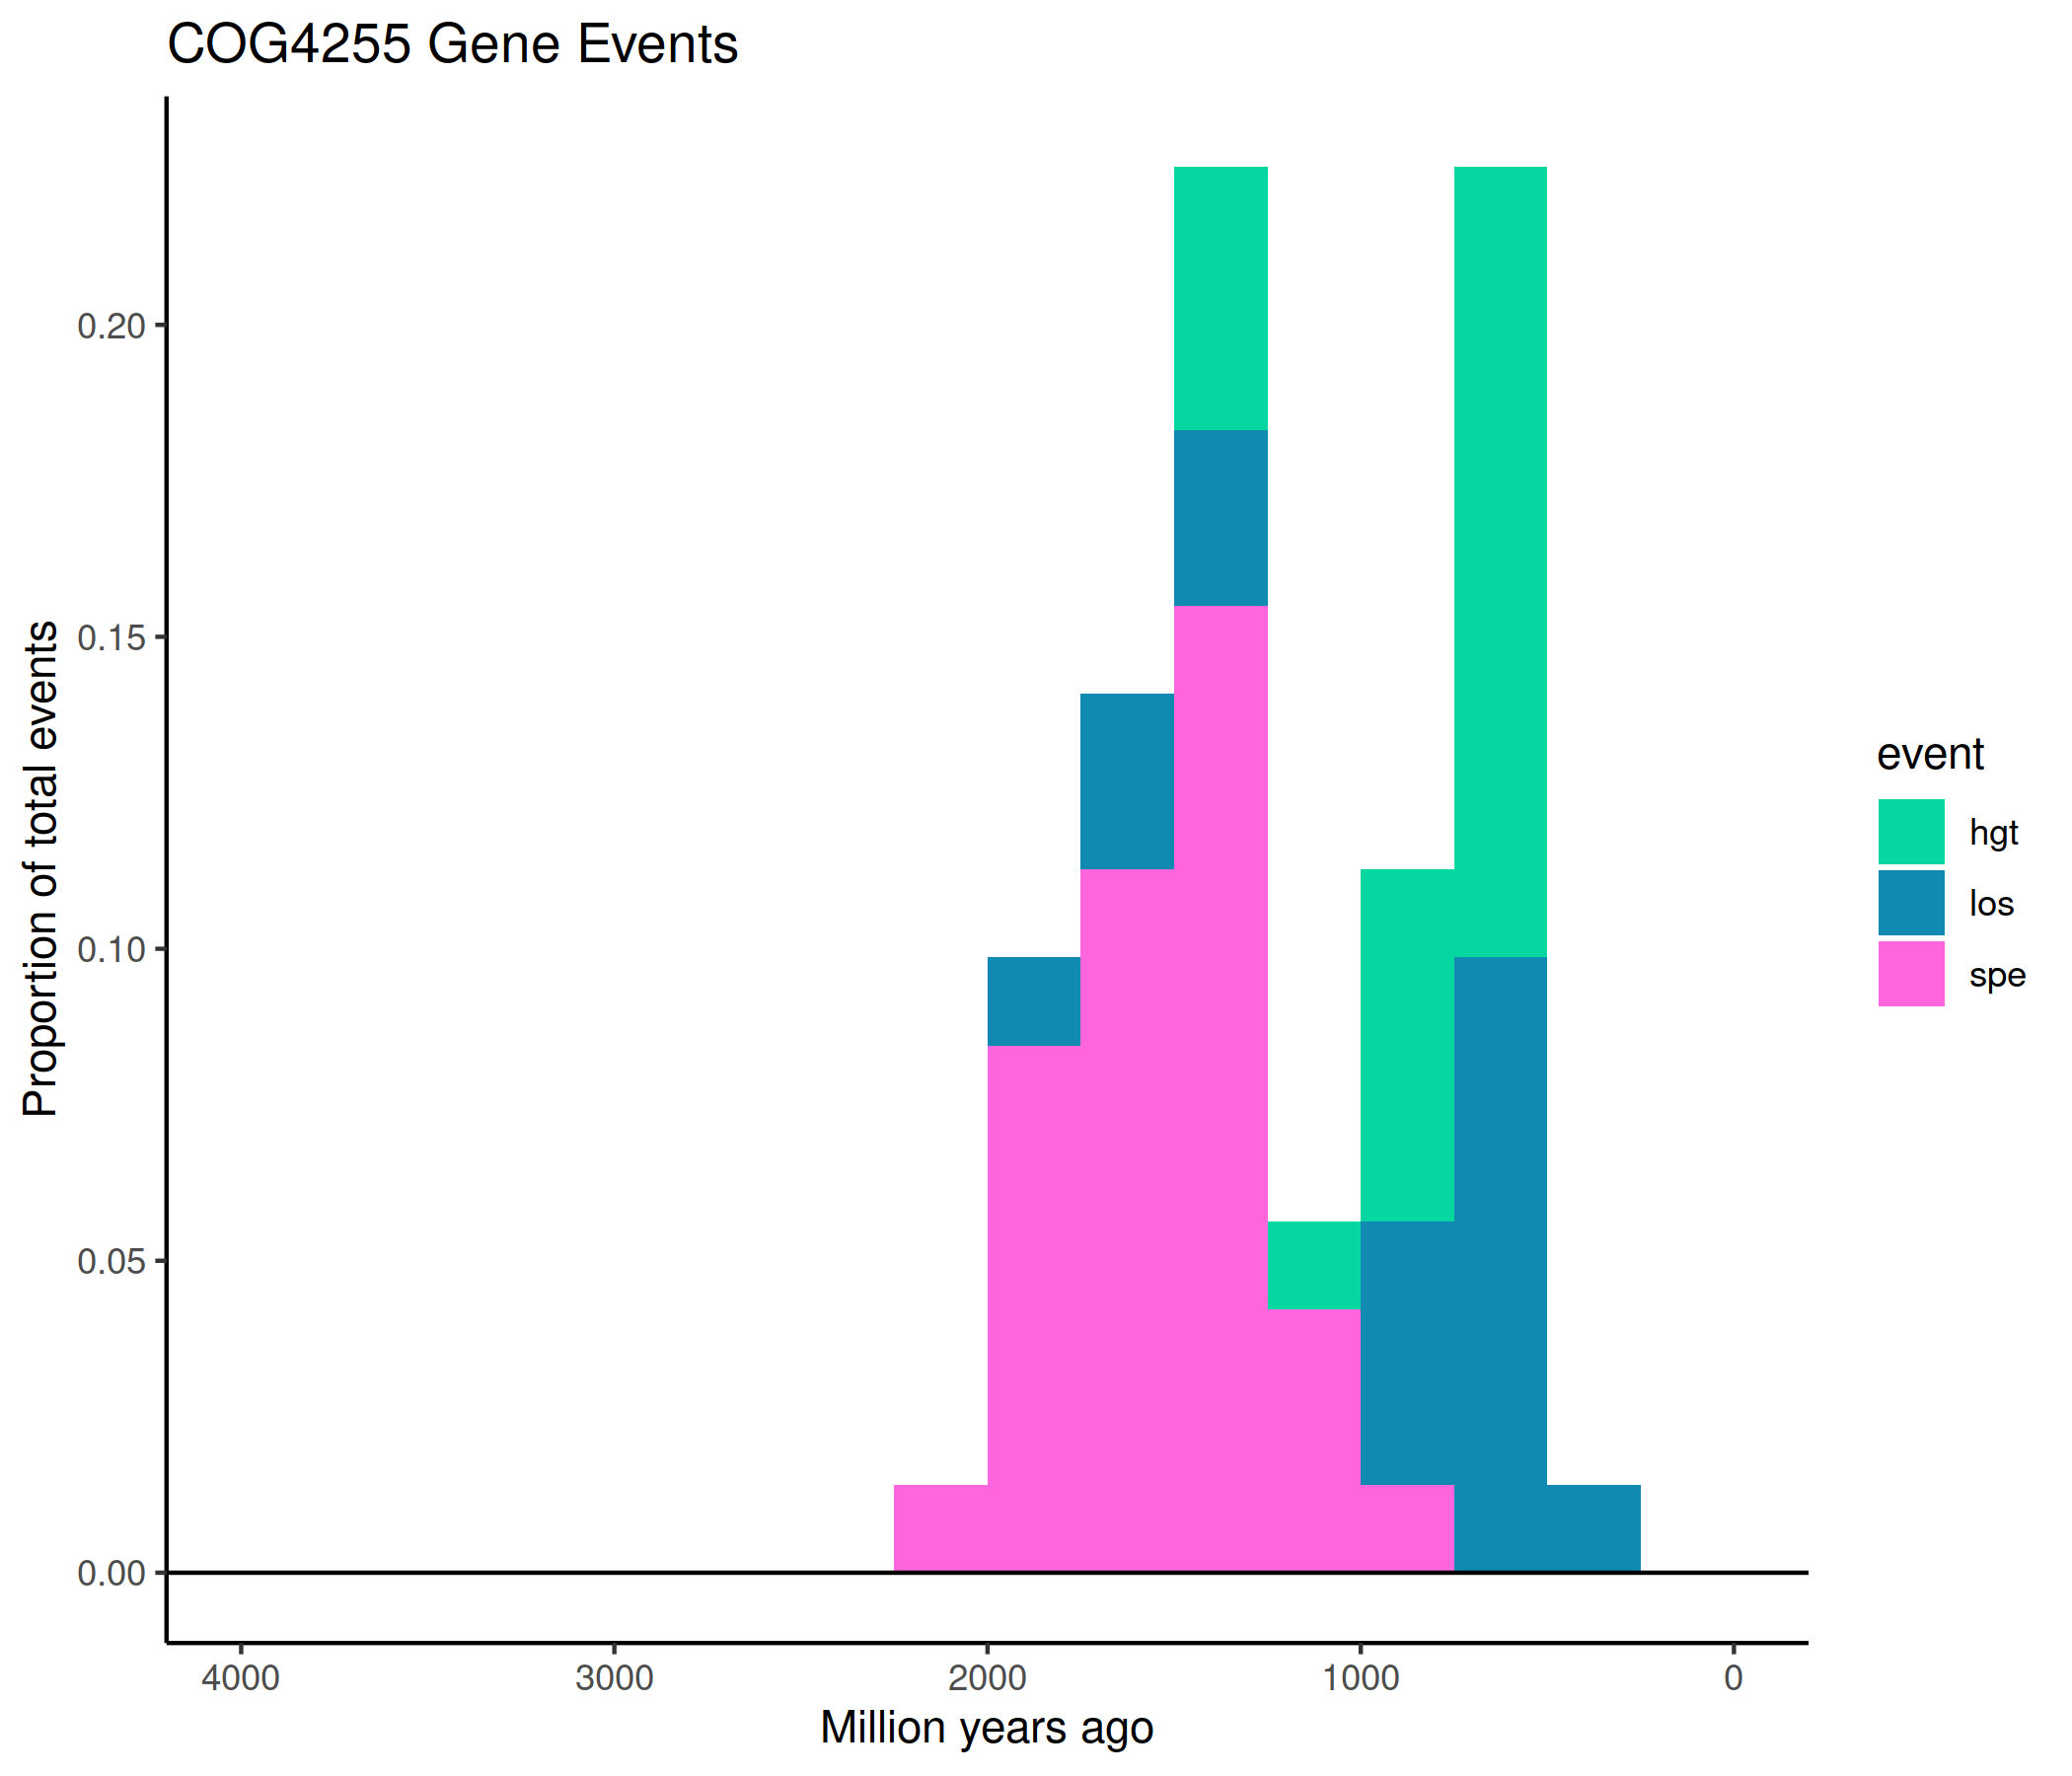 COG4255 Gene Events
Proportion of total events
0.20
0.15
0.10
0.05
0.00
4000 3000 2000 1000 0
Million years ago
event
hgt
los
spe